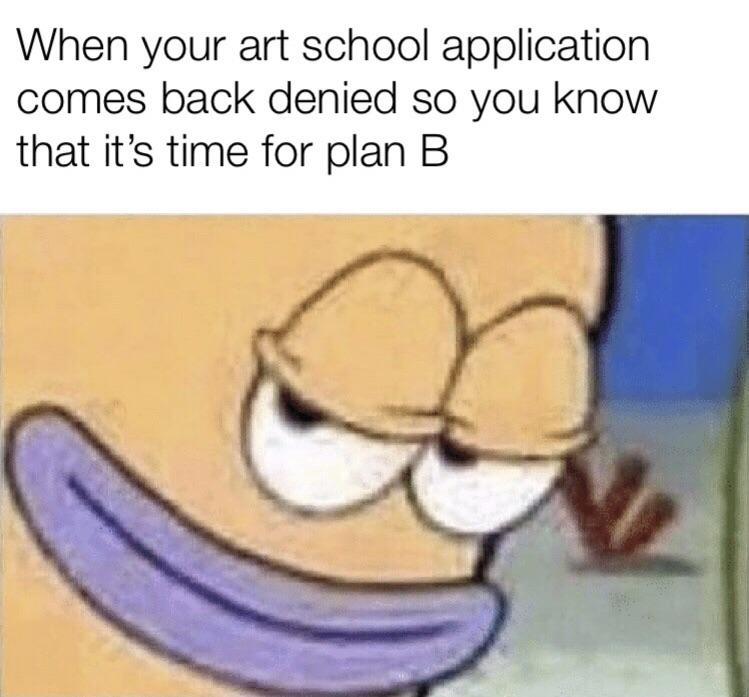 When your art school application
comes back denied so you know
that it’s time for plan B